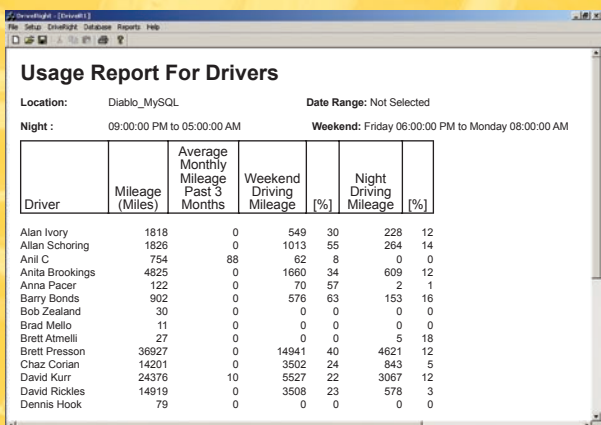 DriveRight - [DriveR1]
File Setup DriveRight Database Reports Help
Usage Report For Drivers
Location: Diablo_MySQL Date Range: Not Selected
Night : 09:00:00 PM to 05:00:00 AM Weekend: Friday 06:00:00 PM to Monday 08:00:00 AM
Driver Mileage (Miles) Average Monthly Mileage Past 3 Months Weekend Driving Mileage [%] Night Driving Mileage [%]
Alan Ivory 1818 0 549 30 228 12
Allan Schoring 1826 0 1013 55 264 14
Anil C 754 88 62 8 0 0
Anita Brookings 4825 0 1660 34 609 12
Anna Pacer 122 0 70 57 2 1
Barry Bonds 902 0 576 63 153 16
Bob Zealand 30 0 0 0 0 0
Brad Mello 11 0 0 0 0 0
Brett Atmelli 27 0 0 0 5 18
Brett Presson 36927 0 14941 40 4621 12
Chaz Corian 14201 0 3502 24 843 5
David Kurr 24376 10 5527 22 3067 12
David Rickles 14919 0 3508 23 578 3
Dennis Hook 79 0 0 0 0 0